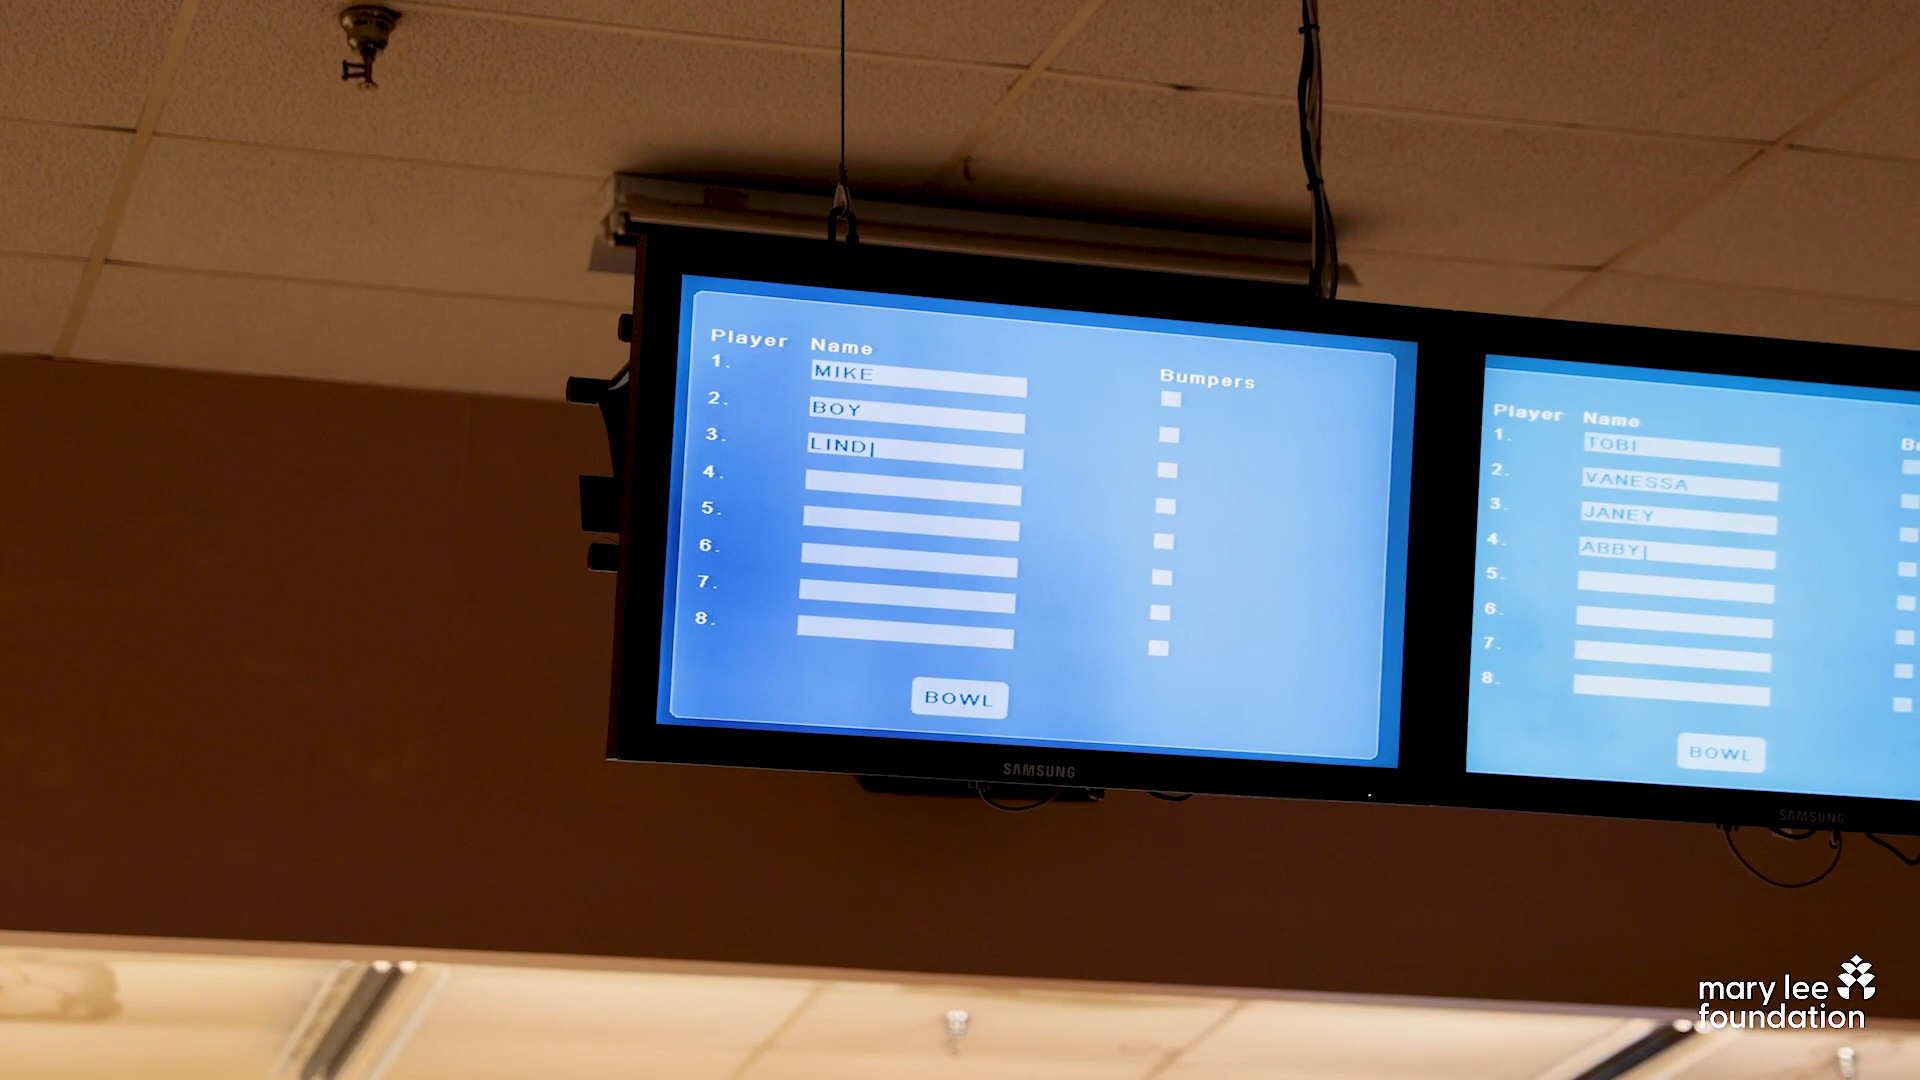 Player Name Bumpers
1. MIKE
2. BOY
3. LIND|
4.
5.
6.
7.
8.
BOWL
SAMSUNG
Player Name
1. TOBI
2. VANESSA
3. JANEY
4. ABBY|
5.
6.
7.
8.
BOWL
SAMSUNG
mary lee
foundation